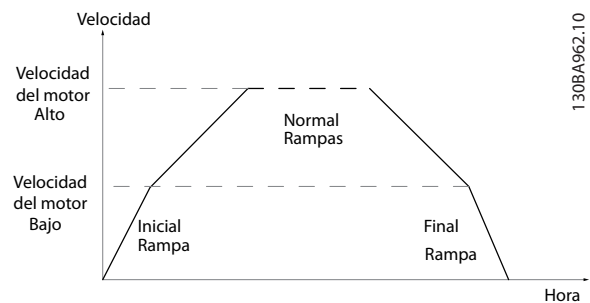 Velocidad
130BA962.10
Velocidad
del motor
Alto
Normal
Rampas
Velocidad
del motor
Bajo
Inicial
Rampa
Final
Rampa
Hora